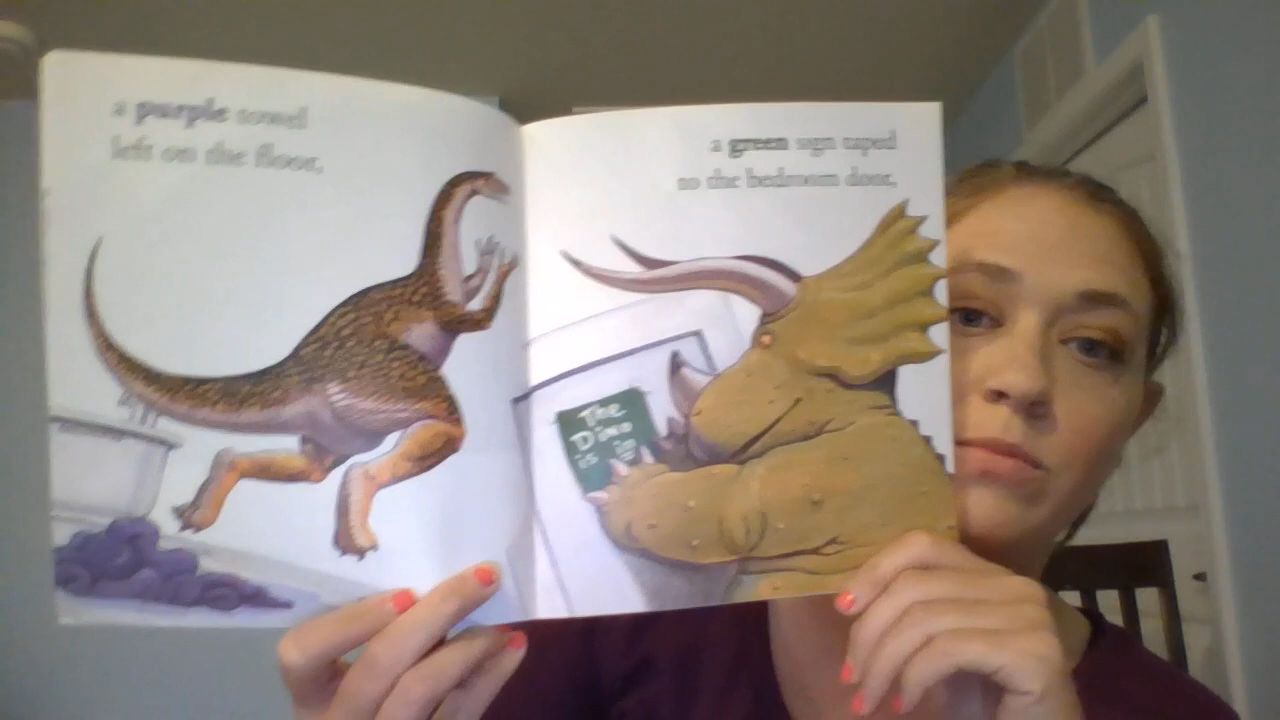 a purple towel
left on the floor,
a green sign taped
to the bedroom door,
The
Dino
is in